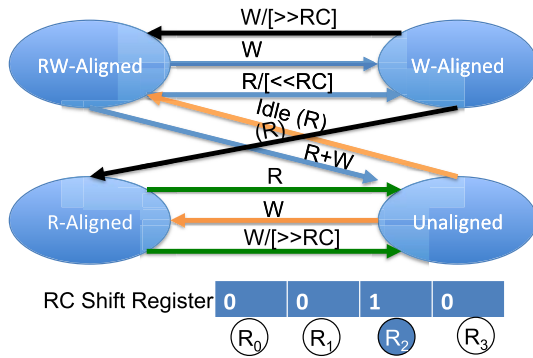 W/[>>RC]
RW-Aligned
W
W-Aligned
R/[<<RC]
Idle (R)
(R)
R+W
R
R-Aligned
W
Unaligned
W/[>>RC]
RC Shift Register 0 0 1 0
R0 R1 R2 R3